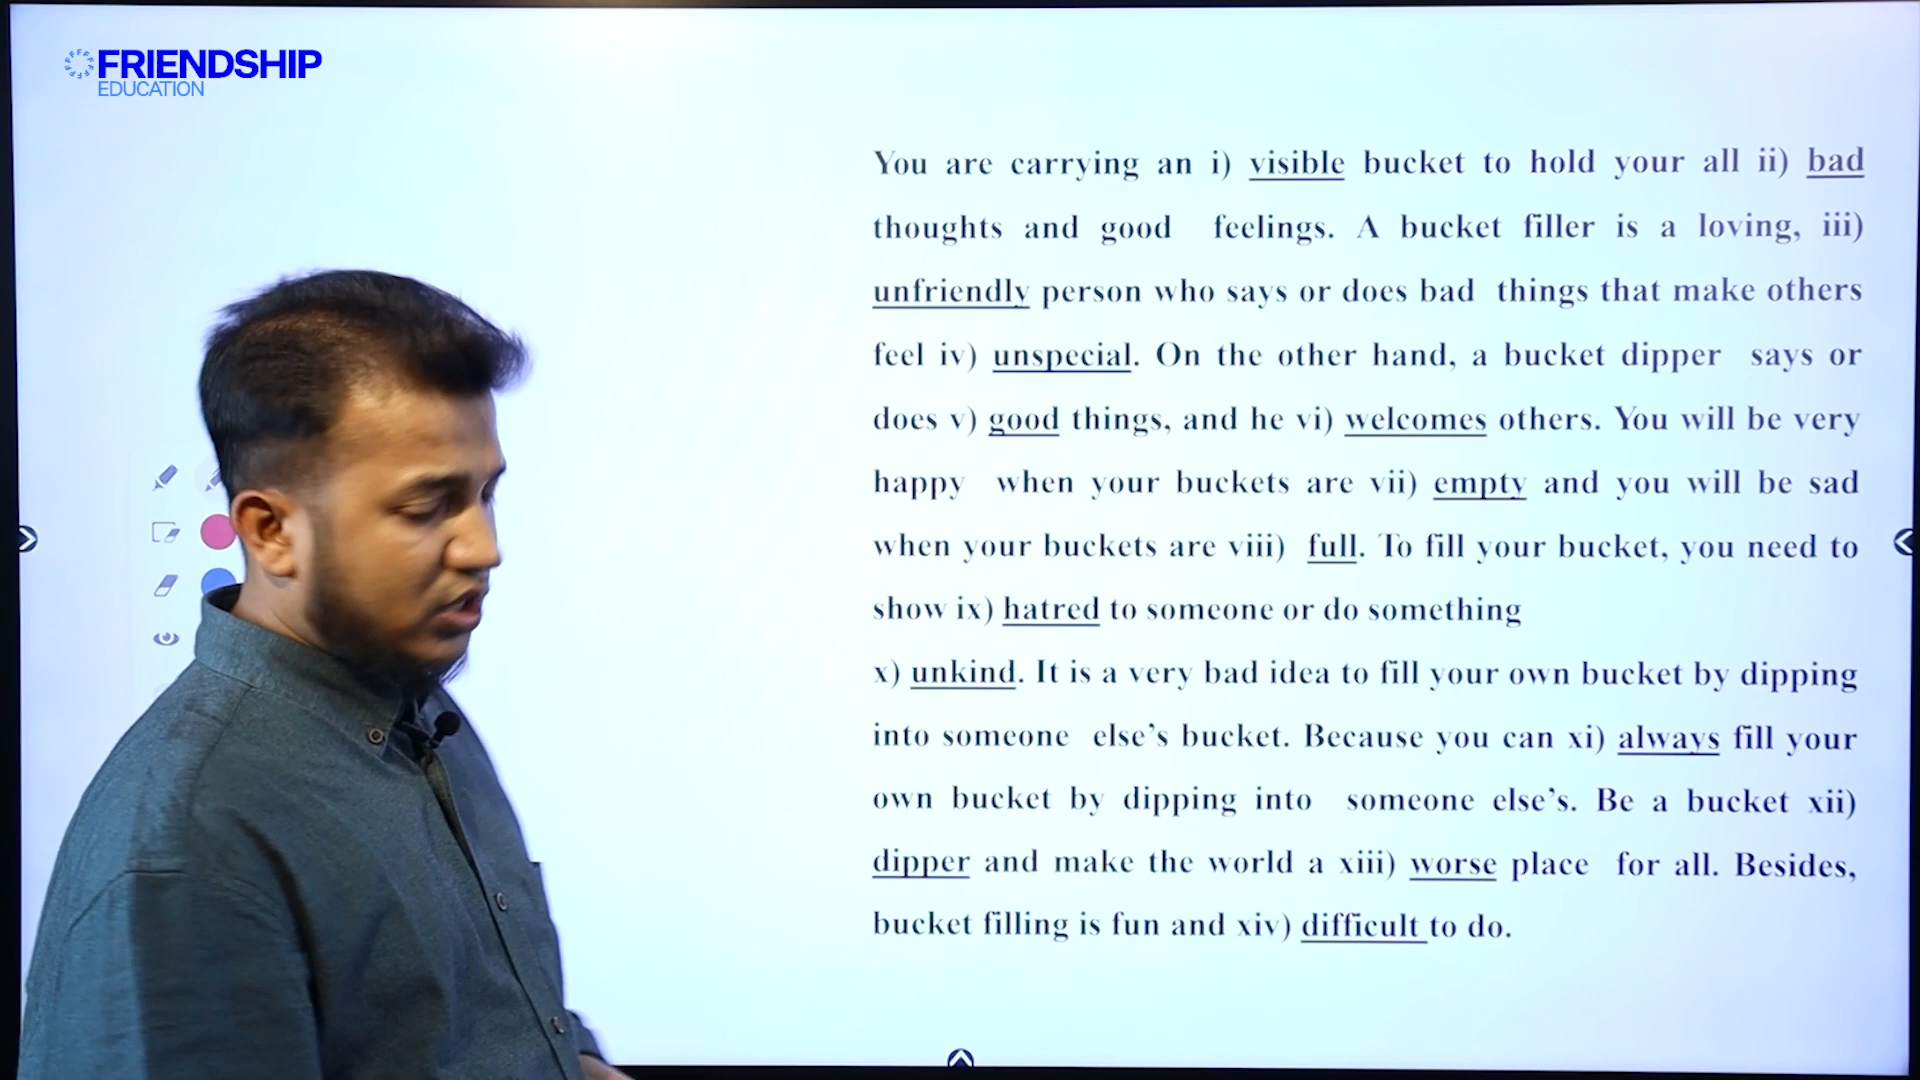 FRIENDSHIP
EDUCATION
You are carrying an i) visible bucket to hold your all ii) bad
thoughts and good feelings. A bucket filler is a loving, iii)
unfriendly person who says or does bad things that make others
feel iv) unspecial. On the other hand, a bucket dipper says or
does v) good things, and he vi) welcomes others. You will be very
happy when your buckets are vii) empty and you will be sad
when your buckets are viii) full. To fill your bucket, you need to
show ix) hatred to someone or do something
x) unkind. It is a very bad idea to fill your own bucket by dipping
into someone else’s bucket. Because you can xi) always fill your
own bucket by dipping into someone else’s. Be a bucket xii)
dipper and make the world a xiii) worse place for all. Besides,
bucket filling is fun and xiv) difficult to do.